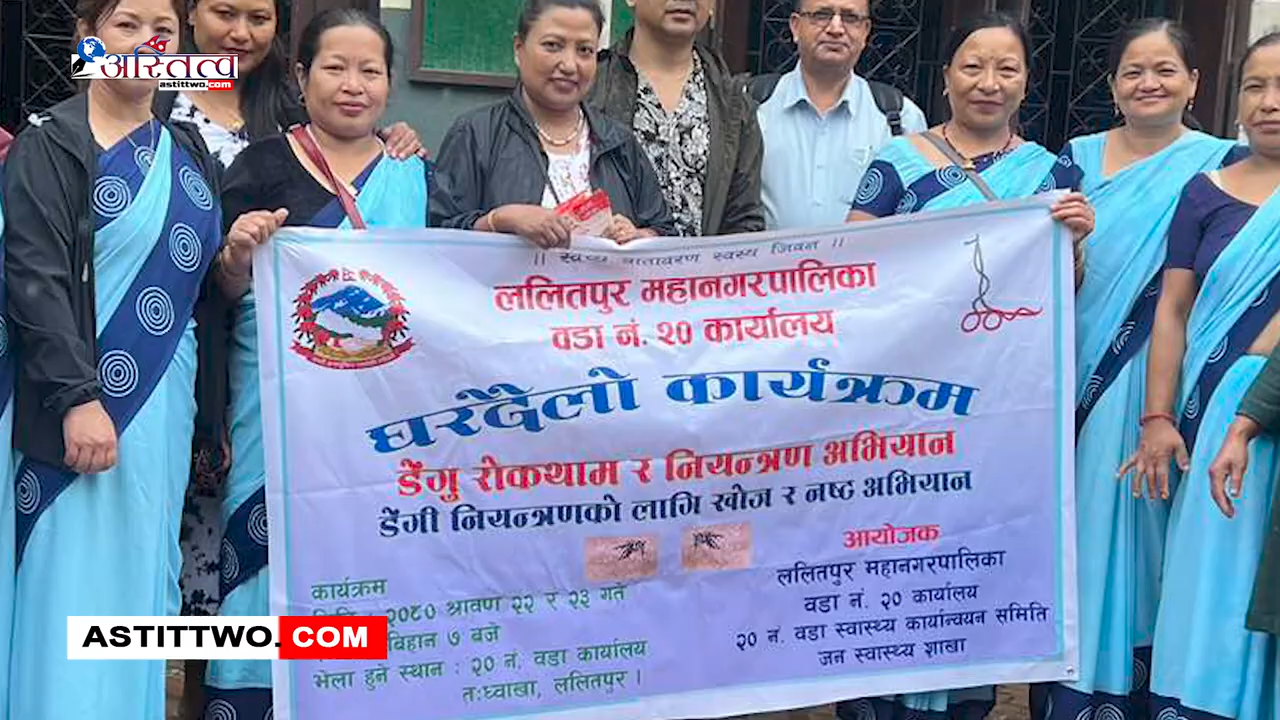 अस्तित्व
astittwo.com
|| स्वच्छ वातावरण स्वस्थ जिवन ||
ललितपुर महानगरपालिका
वडा नं. २० कार्यालय
घरदैलो कार्यक्रम
डेंगु रोकथाम र नियन्त्रण अभियान
डेंगी नियन्त्रणको लागि खोज र नष्ठ अभियान
कार्यक्रम
२०८० श्रावण २२ र २३ गते
बिहान ७ बजे
भेला हुने स्थान : २० नं. वडा कार्यालय
त:ध्वाखा, ललितपुर ।
आयोजक
ललितपुर महानगरपालिका
वडा नं. २० कार्यालय
२० नं. वडा स्वास्थ्य कार्यान्वयन समिति
जन स्वास्थ्य शाखा
ASTITTWO.COM